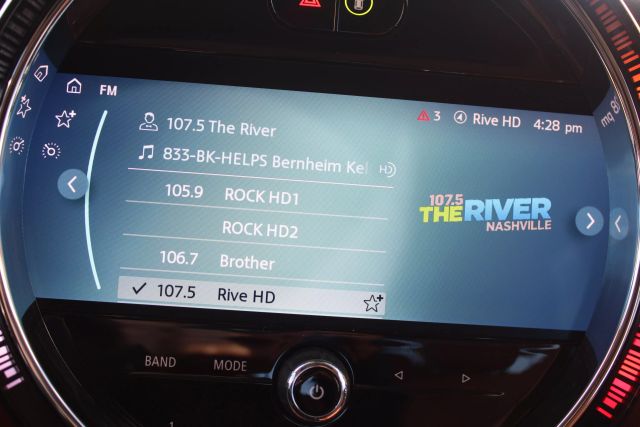 FM
3 Rive HD 4:28 pm
107.5 The River
833-BK-HELPS Bernheim Kel HD
105.9 ROCK HD1
ROCK HD2
106.7 Brother
107.5 Rive HD
107.5
THE RIVER
NASHVILLE
BAND MODE